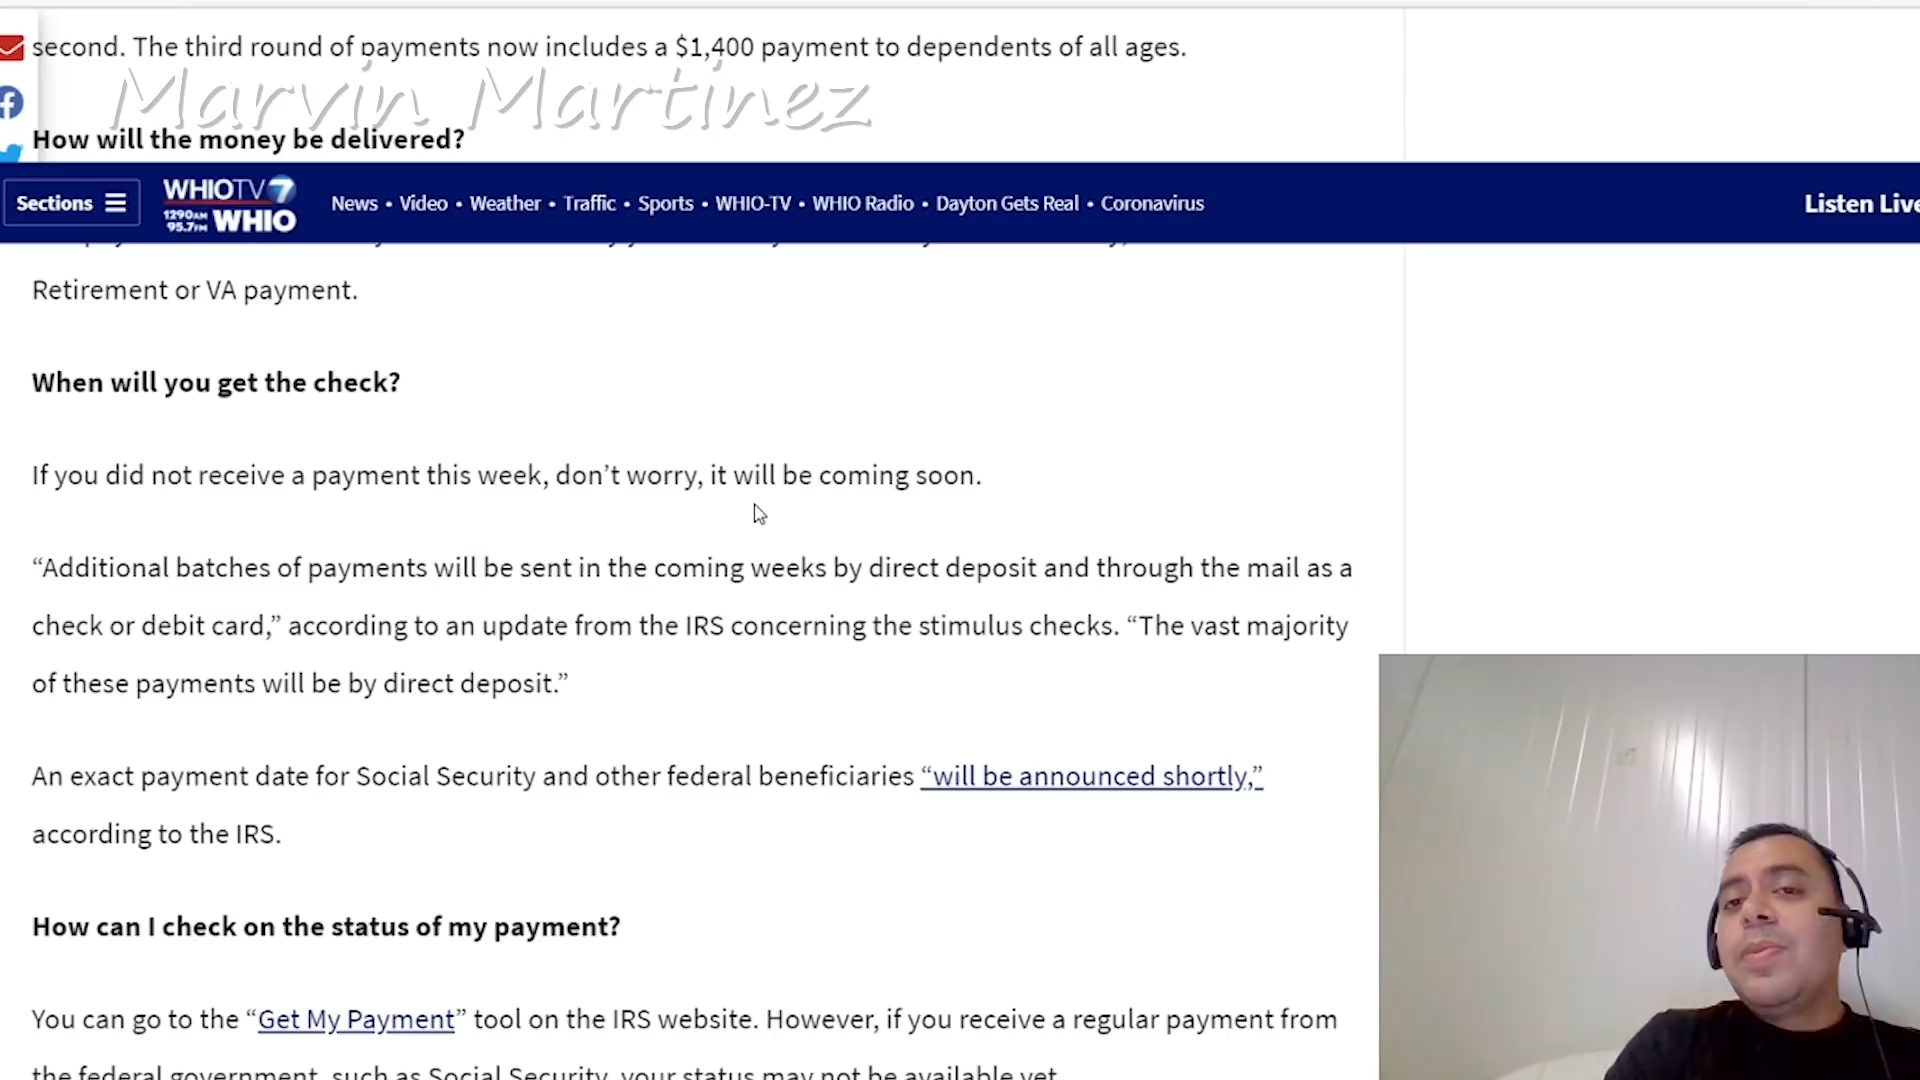 second. The third round of payments now includes a $1,400 payment to dependents of all ages.
Marvin Martinez
How will the money be delivered?
Sections
WHIOTV 7
1290AM
95.7FM WHIO
News • Video • Weather • Traffic • Sports • WHIO-TV • WHIO Radio • Dayton Gets Real • Coronavirus
Listen Live
Retirement or VA payment.
When will you get the check?
If you did not receive a payment this week, don’t worry, it will be coming soon.
“Additional batches of payments will be sent in the coming weeks by direct deposit and through the mail as a
check or debit card,” according to an update from the IRS concerning the stimulus checks. “The vast majority
of these payments will be by direct deposit.”
An exact payment date for Social Security and other federal beneficiaries “will be announced shortly,”
according to the IRS.
How can I check on the status of my payment?
You can go to the “Get My Payment” tool on the IRS website. However, if you receive a regular payment from
the federal government, such as Social Security, your status may not be available yet.